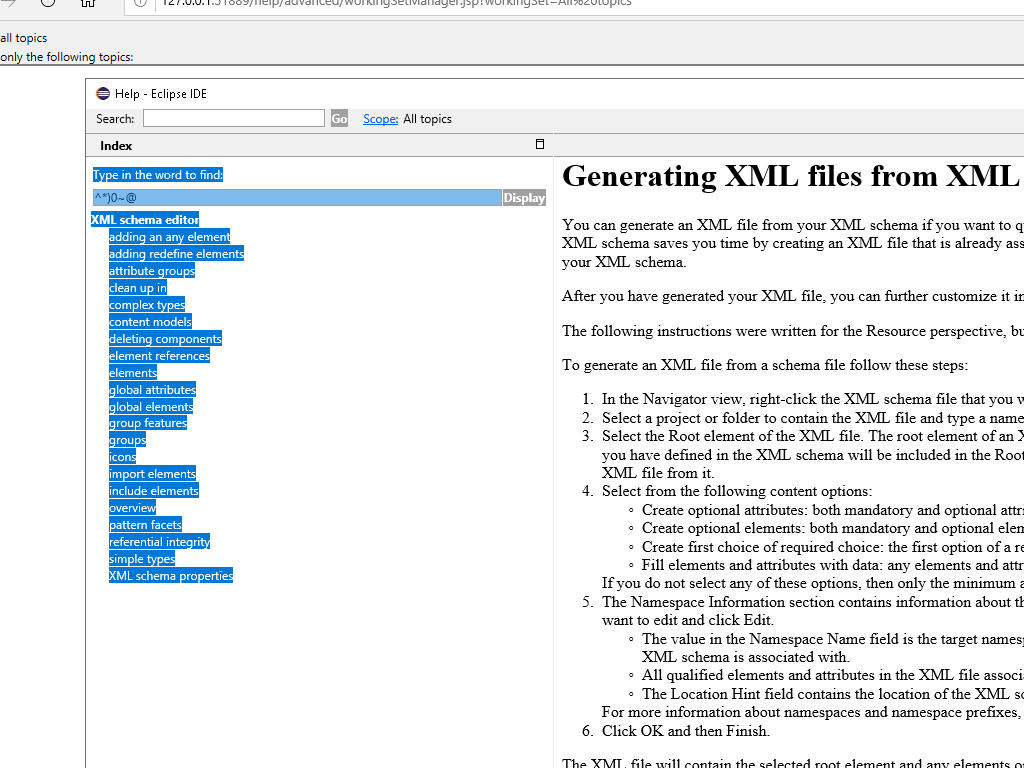 127.0.0.1:51889/help/advanced/workingSetManager.jsp?workingSet=All%20topics
all topics
only the following topics:
Help - Eclipse IDE
Search: Go Scope: All topics
Index
Type in the word to find:
^*)0~@ Display
XML schema editor
adding an any element
adding redefine elements
attribute groups
clean up in
complex types
content models
deleting components
element references
elements
global attributes
global elements
group features
groups
icons
import elements
include elements
overview
pattern facets
referential integrity
simple types
XML schema properties
Generating XML files from XML
You can generate an XML file from your XML schema if you want to q
XML schema saves you time by creating an XML file that is already ass
your XML schema.
After you have generated your XML file, you can further customize it in
The following instructions were written for the Resource perspective, bu
To generate an XML file from a schema file follow these steps:
1. In the Navigator view, right-click the XML schema file that you w
2. Select a project or folder to contain the XML file and type a name
3. Select the Root element of the XML file. The root element of an X
you have defined in the XML schema will be included in the Root
XML file from it.
4. Select from the following content options:
◦ Create optional attributes: both mandatory and optional attri
◦ Create optional elements: both mandatory and optional elem
◦ Create first choice of required choice: the first option of a re
◦ Fill elements and attributes with data: any elements and attr
If you do not select any of these options, then only the minimum a
5. The Namespace Information section contains information about th
want to edit and click Edit.
◦ The value in the Namespace Name field is the target namesp
XML schema is associated with.
◦ All qualified elements and attributes in the XML file associa
◦ The Location Hint field contains the location of the XML sc
For more information about namespaces and namespace prefixes,
6. Click OK and then Finish.
The XML file will contain the selected root element and any elements o